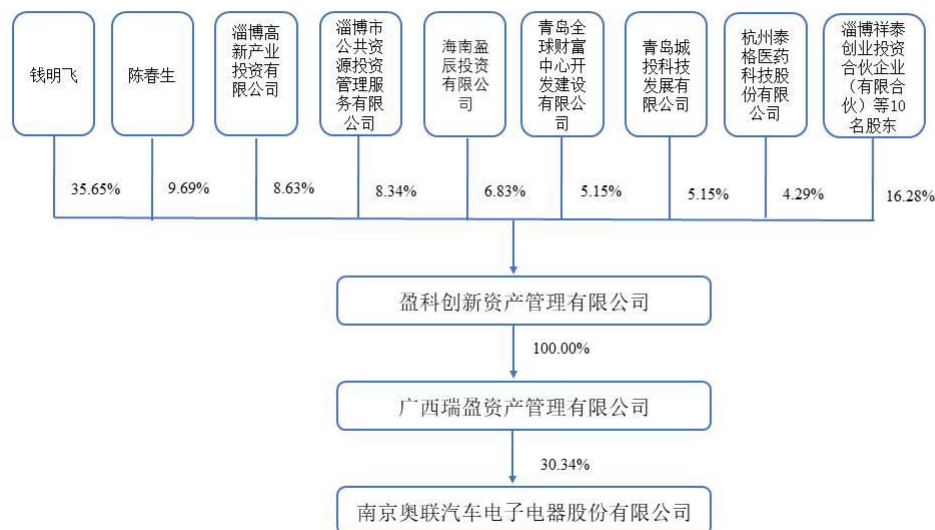 钱明飞
陈春生
淄博高
新产业
投资有
限公司
淄博市
公共资
源投资
管理服
务有限
公司
海南盈
辰投资
有限公
司
青岛全
球财富
中心开
发建设
有限公
司
青岛城
投科技
发展有
限公司
杭州泰
格医药
科技股
份有限
公司
淄博祥泰
创业投资
合伙企业
（有限合
伙）等10
名股东
35.65%
9.69%
8.63%
8.34%
6.83%
5.15%
5.15%
4.29%
16.28%
盈科创新资产管理有限公司
100.00%
广西瑞盈资产管理有限公司
30.34%
南京奥联汽车电子电器股份有限公司